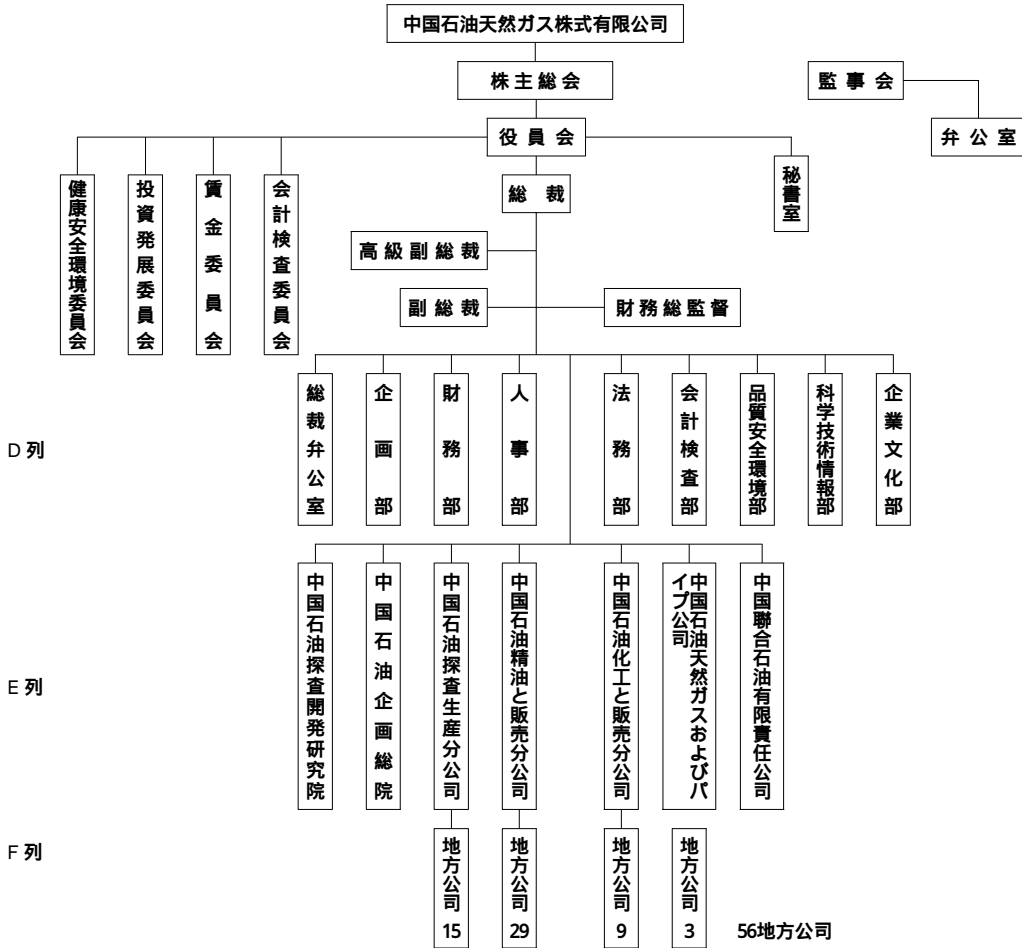 中国石油天然ガス株式有限公司
株主総会
監事会
役員会
弁公室
健康安全環境委員会
投資発展委員会
賃金委員会
会計検査委員会
総裁
秘書室
高級副総裁
副総裁
財務総監督
D列
総裁弁公室
企画部
財務部
人事部
法務部
会計検査部
品質安全環境部
科学技術情報部
企業文化部
E列
中国石油探査開発研究院
中国石油企画総院
中国石油探査生産分公司
中国石油精油と販売分公司
中国石油化工と販売分公司
中国石油天然ガスおよびパ
イプ公司
中国聯合石油有限責任公司
F列
地方公司
15
地方公司
29
地方公司
9
地方公司
3
56地方公司